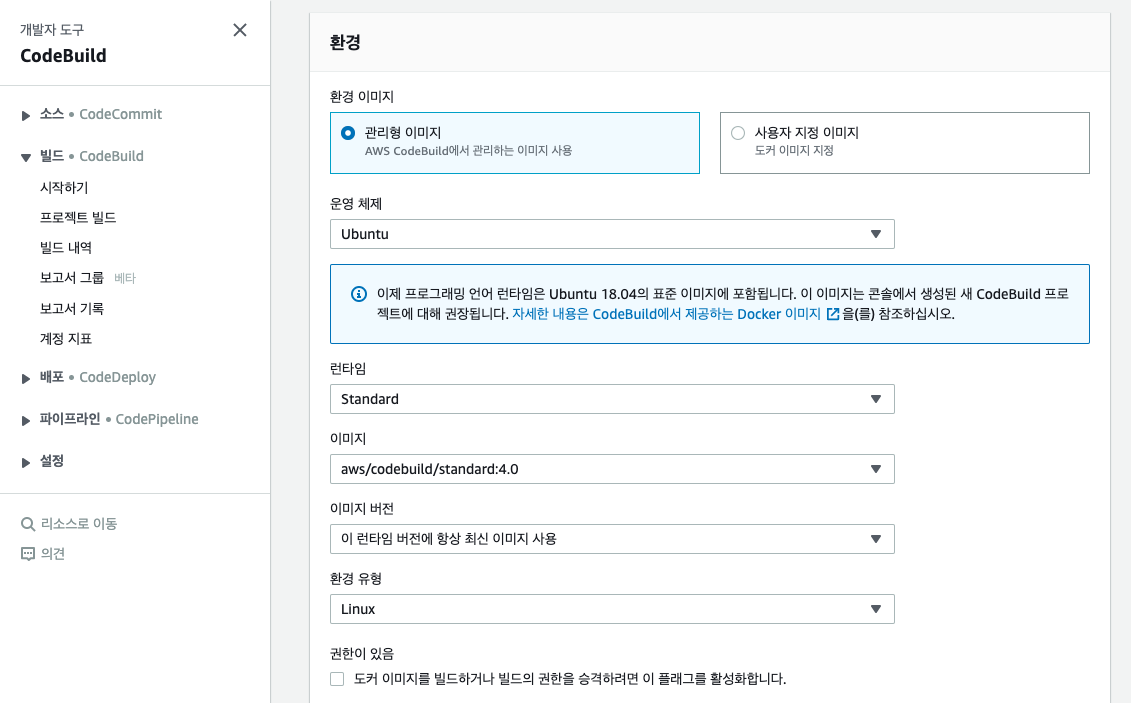 개발자 도구
CodeBuild
소스 • CodeCommit
빌드 • CodeBuild
시작하기
프로젝트 빌드
빌드 내역
보고서 그룹 베타
보고서 기록
계정 지표
배포 • CodeDeploy
파이프라인 • CodePipeline
설정
리소스로 이동
의견
환경
환경 이미지
관리형 이미지
AWS CodeBuild에서 관리하는 이미지 사용
사용자 지정 이미지
도커 이미지 지정
운영 체제
Ubuntu
이제 프로그래밍 언어 런타임은 Ubuntu 18.04의 표준 이미지에 포함됩니다. 이 이미지는 콘솔에서 생성된 새 CodeBuild 프로
젝트에 대해 권장됩니다. 자세한 내용은 CodeBuild에서 제공하는 Docker 이미지 을(를) 참조하십시오.
런타임
Standard
이미지
aws/codebuild/standard:4.0
이미지 버전
이 런타임 버전에 항상 최신 이미지 사용
환경 유형
Linux
권한이 있음
도커 이미지를 빌드하거나 빌드의 권한을 승격하려면 이 플래그를 활성화합니다.